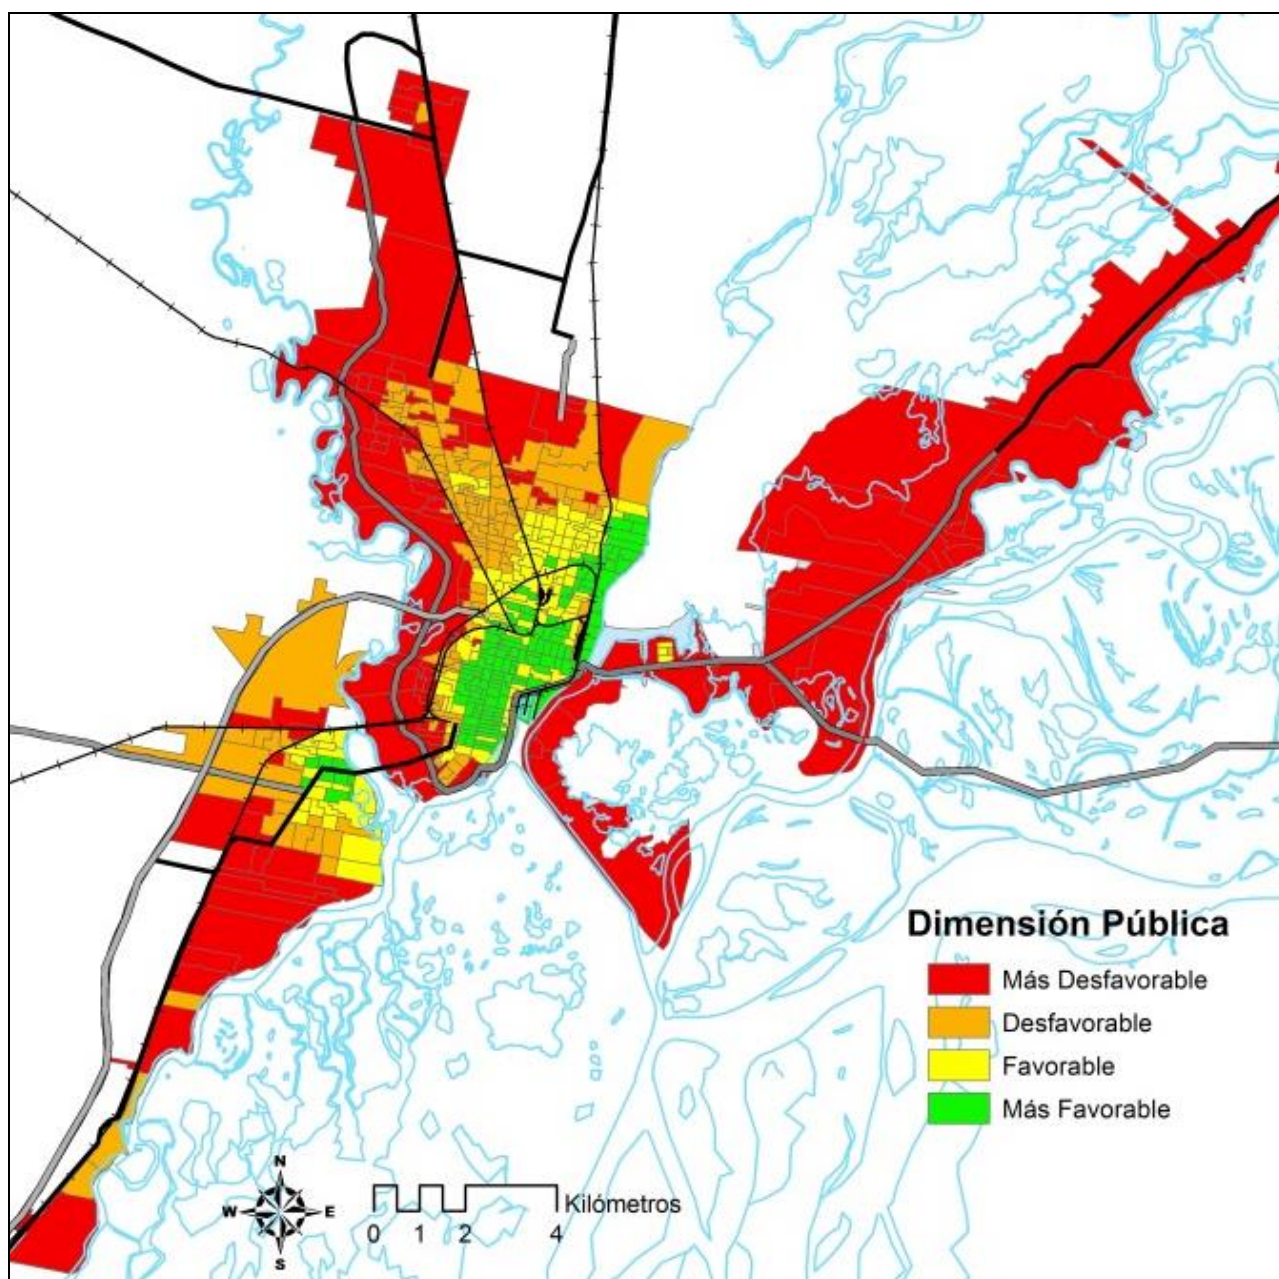 Dimensión Pública
Más Desfavorable
Desfavorable
Favorable
Más Favorable
N
W E
S
Kilómetros
0 1 2 4